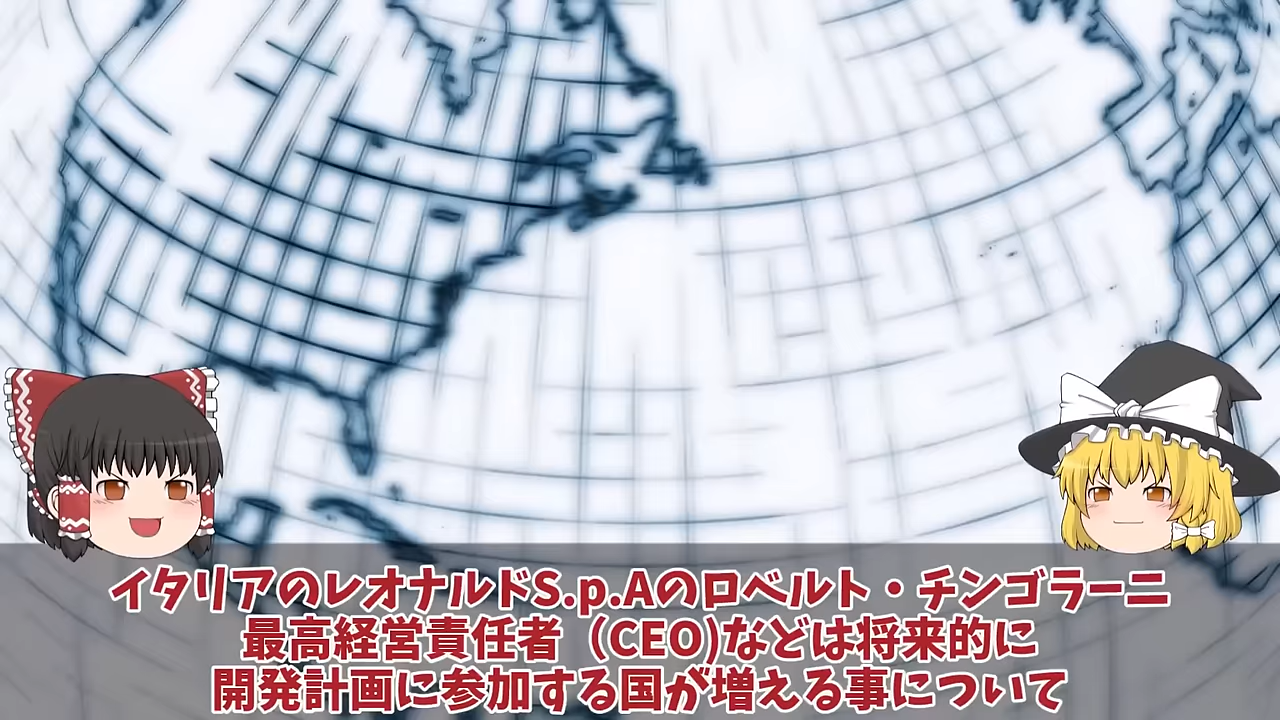 イタリアのレオナルドS.p.Aのロベルト・チンゴラーニ
最高経営責任者（CEO)などは将来的に
開発計画に参加する国が増える事について